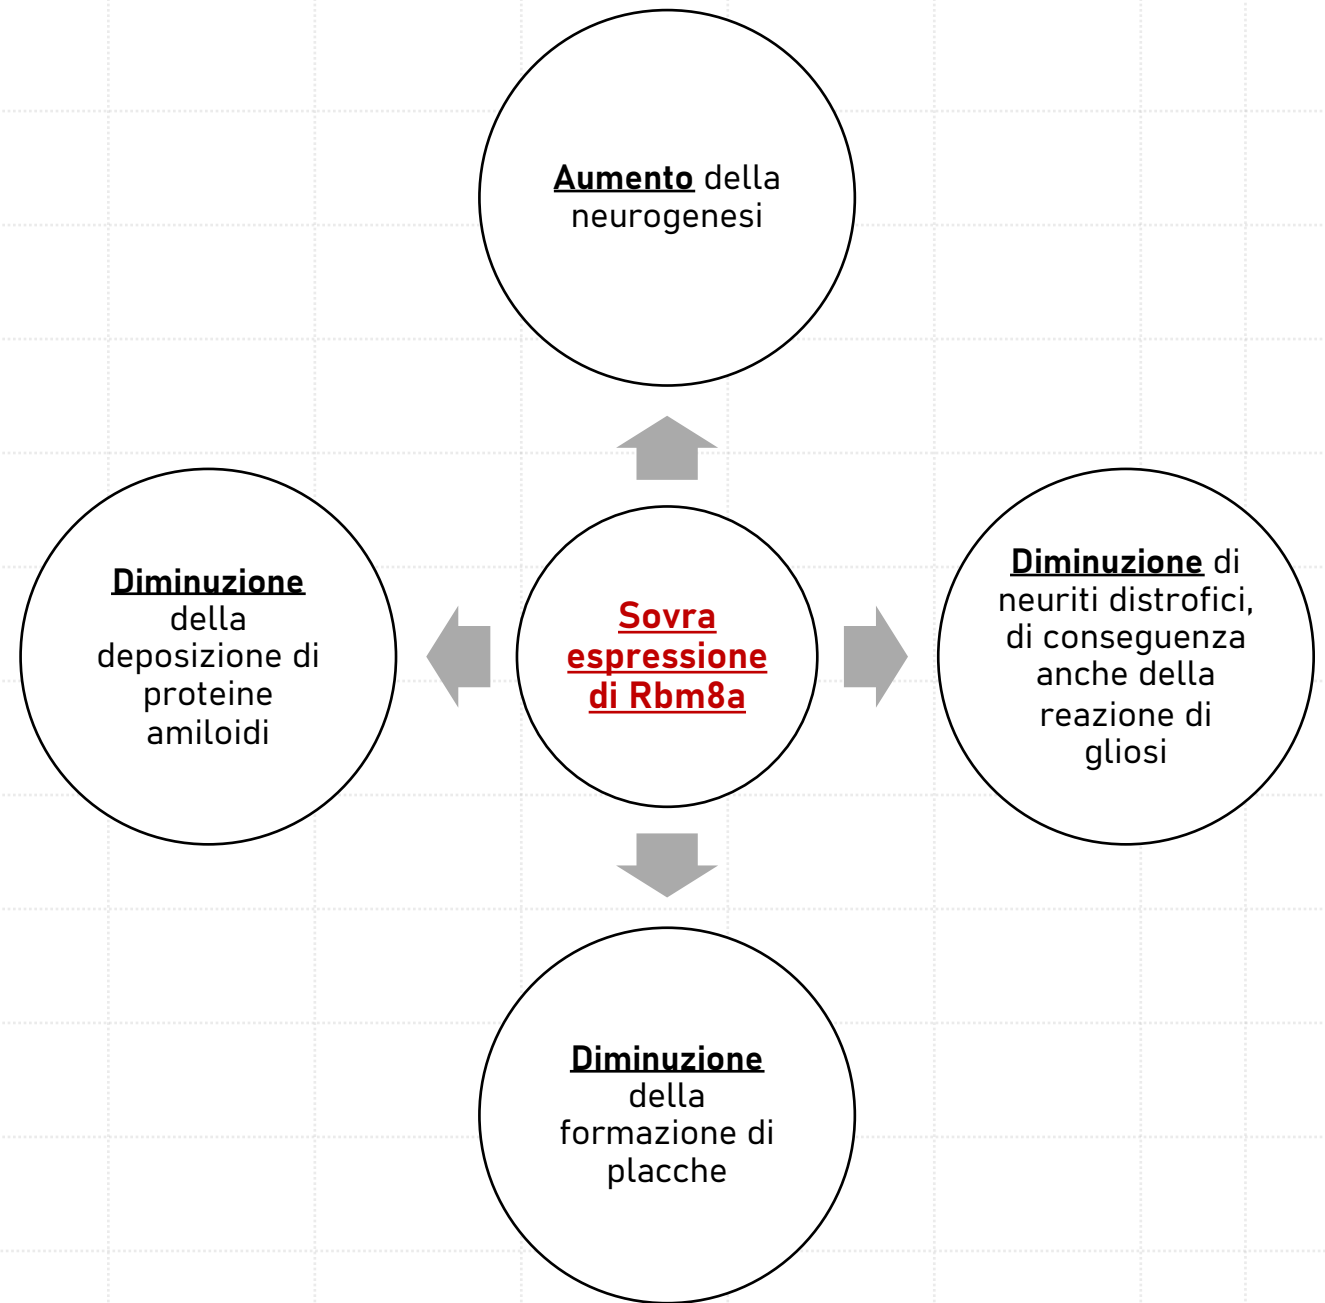 Aumento della
neurogenesi
Diminuzione
della
deposizione di
proteine
amiloidi
Sovra
espressione
di Rbm8a
Diminuzione di
neuriti distrofici,
di conseguenza
anche della
reazione di
gliosi
Diminuzione
della
formazione di
placche